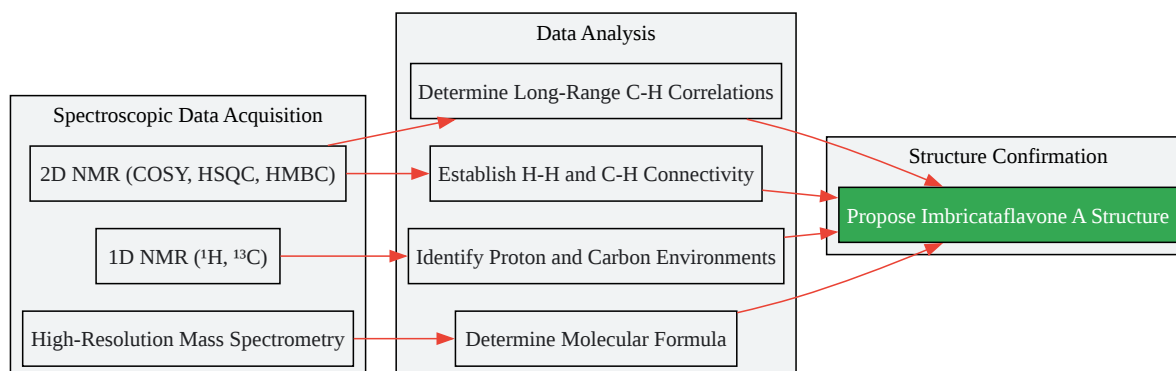 Spectroscopic Data Acquisition
2D NMR (COSY, HSQC, HMBC)
1D NMR (¹H, ¹³C)
High-Resolution Mass Spectrometry
Data Analysis
Determine Long-Range C-H Correlations
Establish H-H and C-H Connectivity
Identify Proton and Carbon Environments
Determine Molecular Formula
Structure Confirmation
Propose Imbricataflavone A Structure